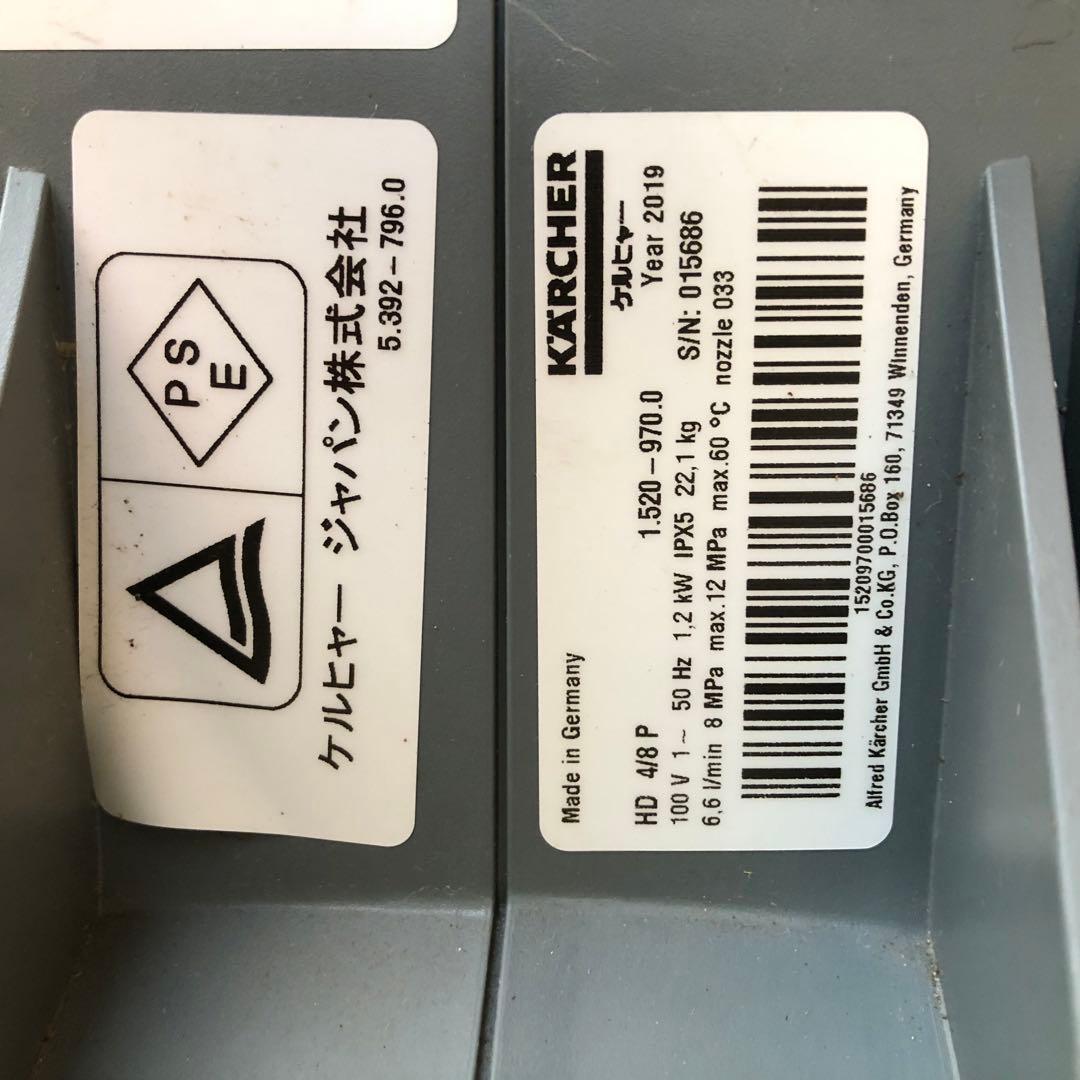 PS
E
ケルヒャー ジャパン株式会社
5.392-796.0
KÄRCHER
ケルヒャー
Made in Germany
Year 2019
HD 4/8 P 1.520-970.0 S/N: 015686
100 V 1~ 50 Hz 1,2 kW IPX5 22,1 kg
6,6 l/min 8 MPa max.12 MPa max.60 °C nozzle 033
152097000015686
Alfred Kärcher GmbH & Co.KG, P.O.Box 160, 71349 Winnenden, Germany